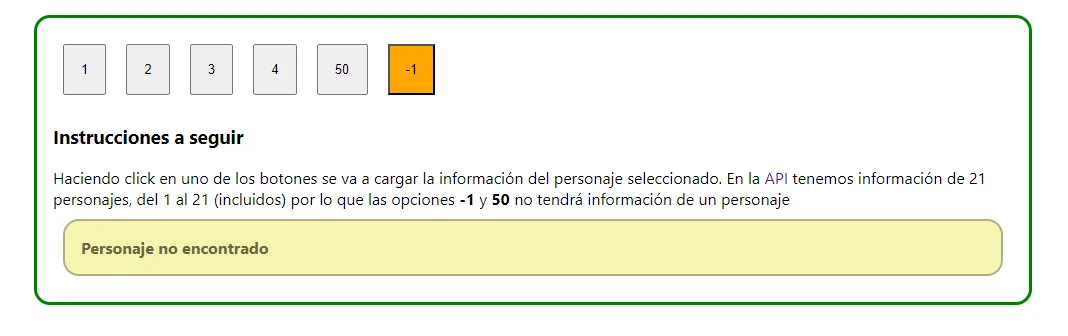 1 2 3 4 50 -1
Instrucciones a seguir
Haciendo click en uno de los botones se va a cargar la información del personaje seleccionado. En la API tenemos información de 21
personajes, del 1 al 21 (incluidos) por lo que las opciones -1 y 50 no tendrá información de un personaje
Personaje no encontrado